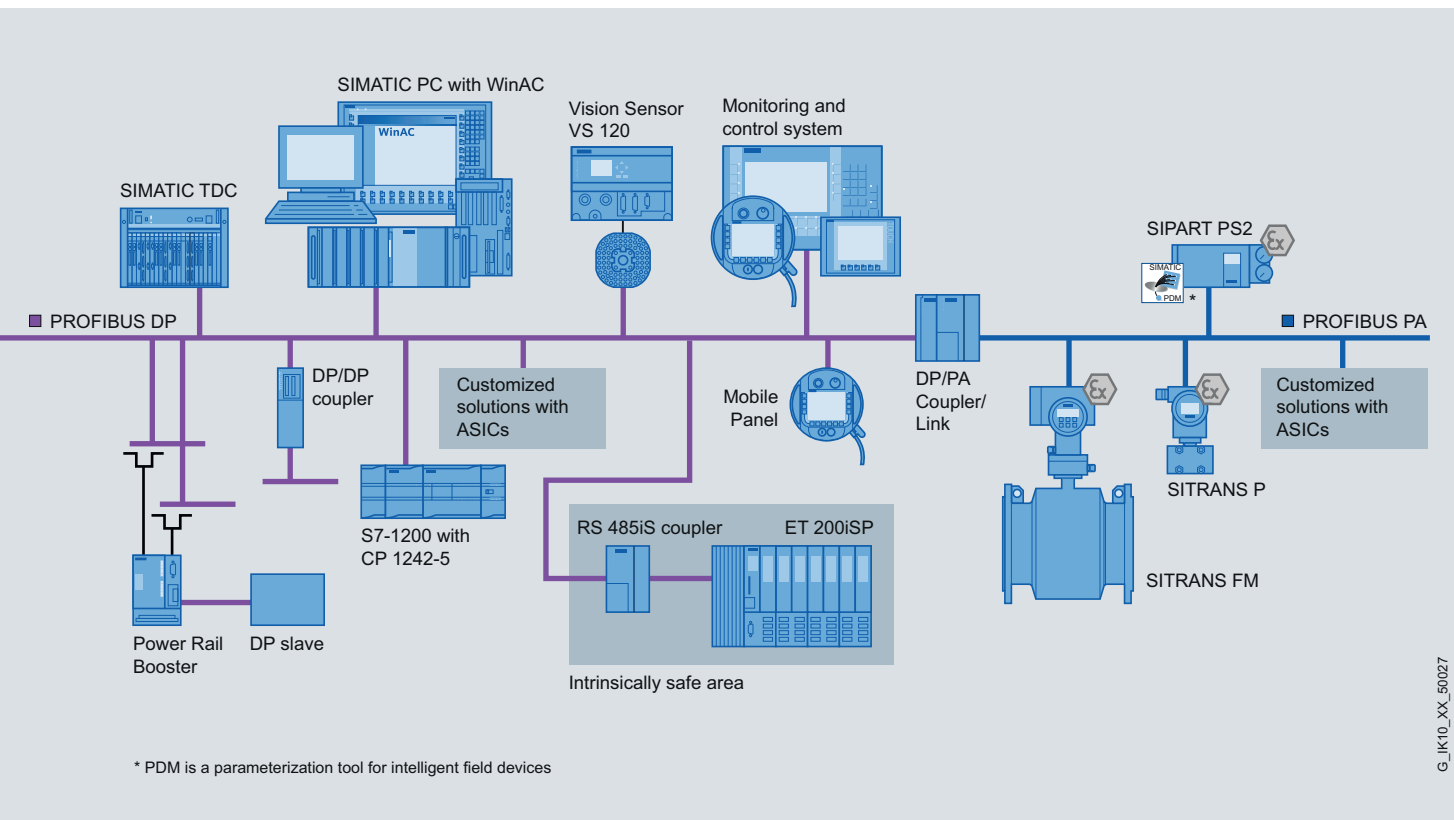 SIMATIC PC with WinAC
WinAC
Vision Sensor
VS 120
Monitoring and
control system
SIMATIC TDC
SIPART PS2
Ex
SIMATIC
PDM
*
PROFIBUS DP
PROFIBUS PA
DP/DP
coupler
Customized
solutions with
ASICs
Mobile
Panel
DP/PA
Coupler/
Link
Ex
Ex
Customized
solutions with
ASICs
SITRANS P
S7-1200 with
CP 1242-5
RS 485iS coupler
ET 200iSP
SITRANS FM
Power Rail
Booster
DP slave
Intrinsically safe area
* PDM is a parameterization tool for intelligent field devices
G_IK10_XX_50027